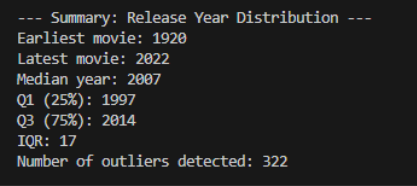 --- Summary: Release Year Distribution ---
Earliest movie: 1920
Latest movie: 2022
Median year: 2007
Q1 (25%): 1997
Q3 (75%): 2014
IQR: 17
Number of outliers detected: 322